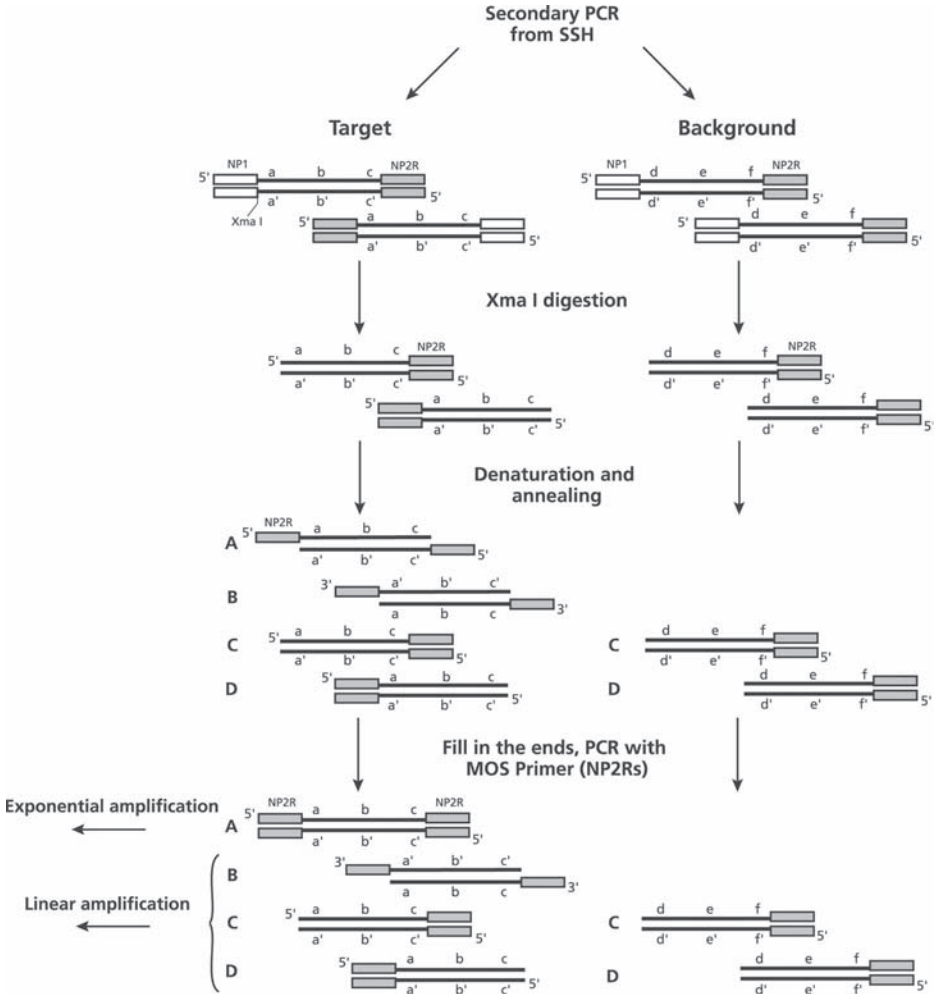 Secondary PCR
from SSH
Target
Background
NP1 a b c NP2R
5'
a' b' c' 5'
Xma I
5' a b c
a' b' c' 5'
NP1 d e f NP2R
5'
d' e' f' 5'
5' d e f
d' e' f' 5'
Xma I digestion
a b c NP2R
5'
a' b' c' 5'
5' a b c
a' b' c' 5'
d e f NP2R
d' e' f' 5'
d e f
d' e' f' 5'
Denaturation and
annealing
5' NP2R a b c
A
a' b' c' 5'
3' a' b' c'
B
a b c 3'
5' a b c
C
a' b' c' 5'
5' a b c
D
a' b' c' 5'
d e f
C
d' e' f' 5'
d e f
D
d' e' f' 5'
Fill in the ends, PCR with
MOS Primer (NP2Rs)
Exponential amplification
5' NP2R a b c NP2R
A
a' b' c' 5'
Linear amplification
3' a' b' c'
B
a b c 3'
5' a b c
C
a' b' c' 5'
5' a b c
D
a' b' c' 5'
d e f
C
d' e' f' 5'
d e f
D
d' e' f' 5'